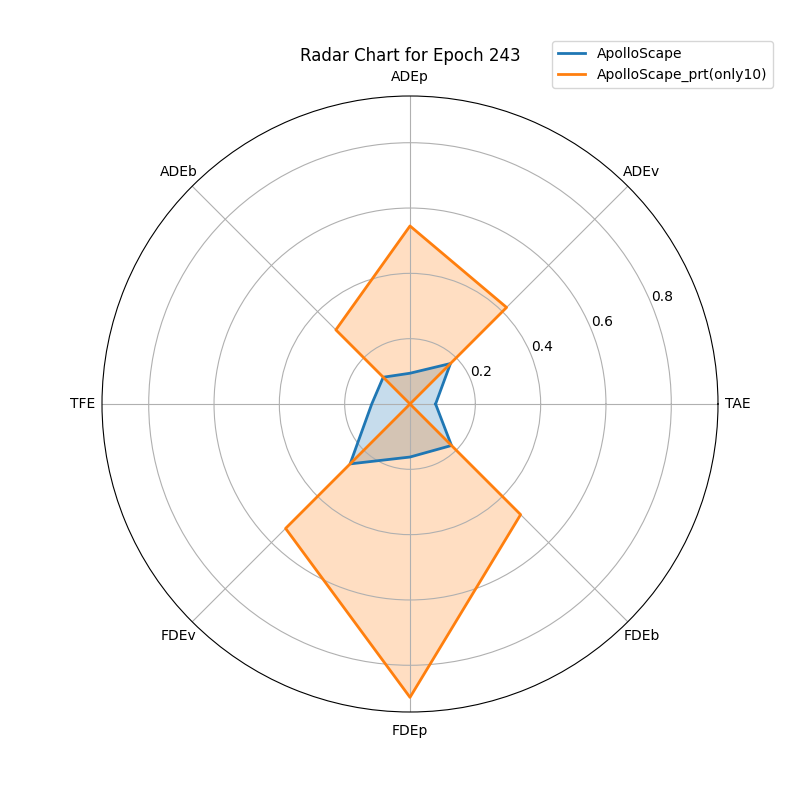 Radar Chart for Epoch 243
ApolloScape
ApolloScape_prt(only10)
ADEp
ADEb
ADEv
0.8
0.6
0.4
0.2
TFE
TAE
FDEv
FDEb
FDEp